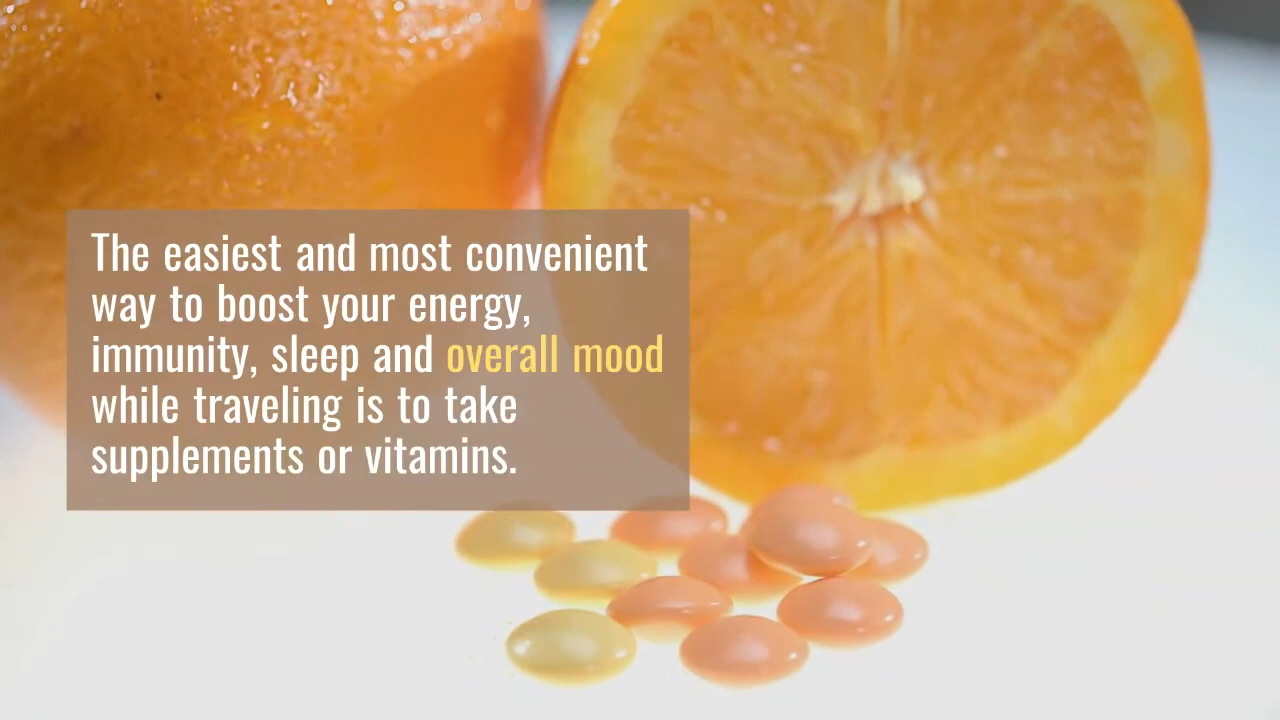 The easiest and most convenient
way to boost your energy,
immunity, sleep and overall mood
while traveling is to take
supplements or vitamins.